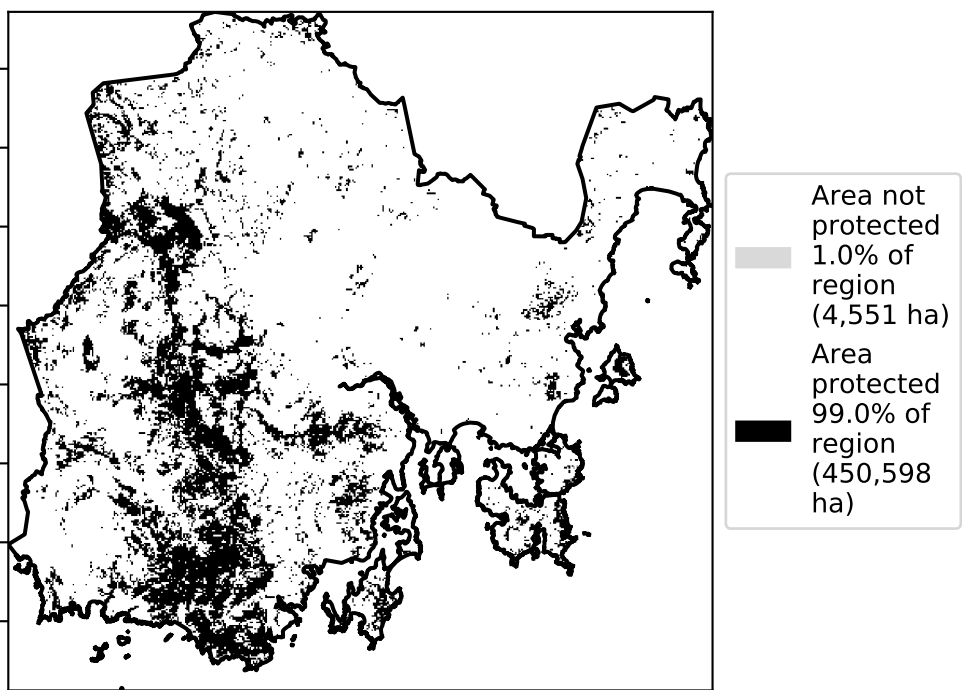 Area not
protected
1.0% of
region
(4,551 ha)
Area
protected
99.0% of
region
(450,598
ha)